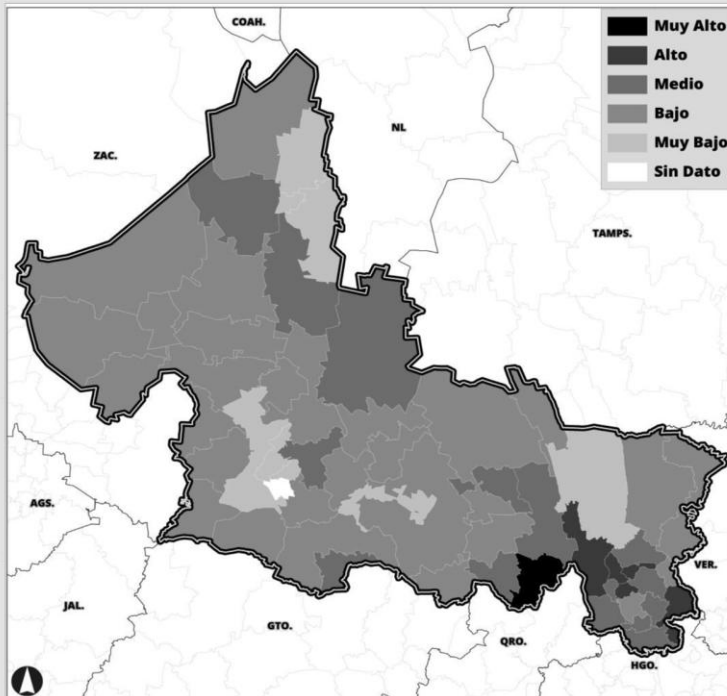 COAH.
Muy Alto
Alto
Medio
Bajo
Muy Bajo
Sin Dato
NL
ZAC.
TAMPS.
AGS.
VER.
JAL.
GTO.
QRO.
HGO.